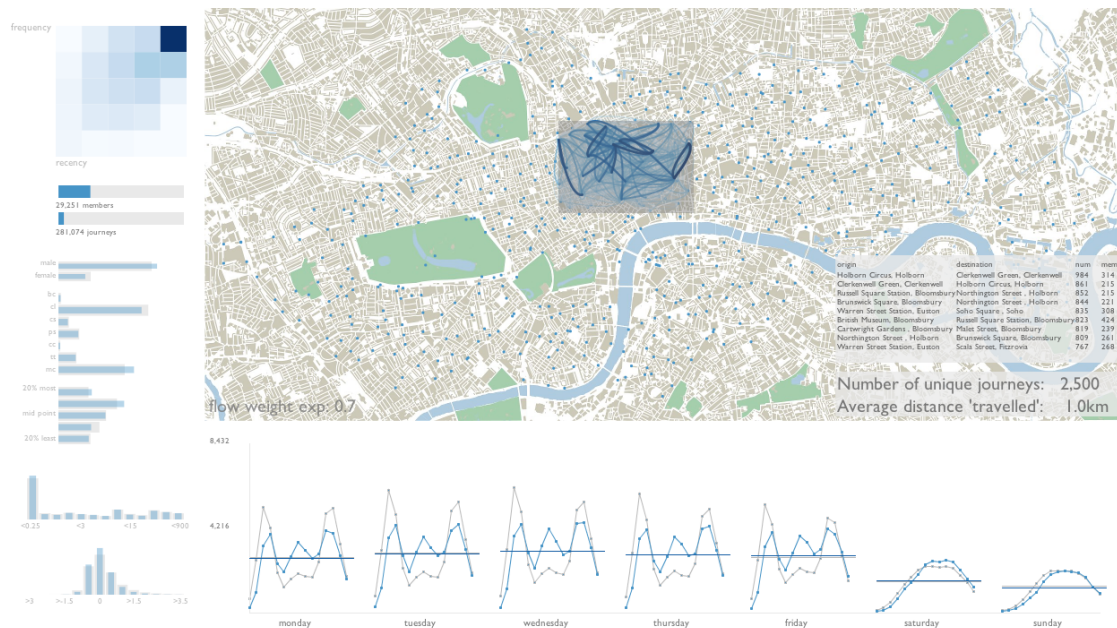 frequency
recency
29,251 members
281,074 journeys
male
female
bc
cl
cs
ps
cc
st
mc
20% most
mid point
20% least
<0.25 <3 <15 <900
>3 >-1.5 0 >1.5 >3.5
flow weight exp: 0.7
origin destination num mem
Holborn Circus, Holborn Clerkenwell Green, Clerkenwell 984 314
Clerkenwell Green, Clerkenwell Holborn Circus, Holborn 861 215
Russell Square Station, Bloomsbury Northington Street , Holborn 852 215
Brunswick Square, Bloomsbury Northington Street , Holborn 844 221
Warren Street Station, Euston Soho Square , Soho 835 308
British Museum, Bloomsbury Russell Square Station, Bloomsbury 823 424
Cartwright Gardens , Bloomsbury Malet Street, Bloomsbury 819 239
Northington Street , Holborn Brunswick Square, Bloomsbury 809 261
Warren Street Station, Euston Scala Street, Fitzrovia 767 268
Number of unique journeys: 2,500
Average distance 'travelled': 1.0km
8,432
4,216
monday tuesday wednesday thursday friday saturday sunday